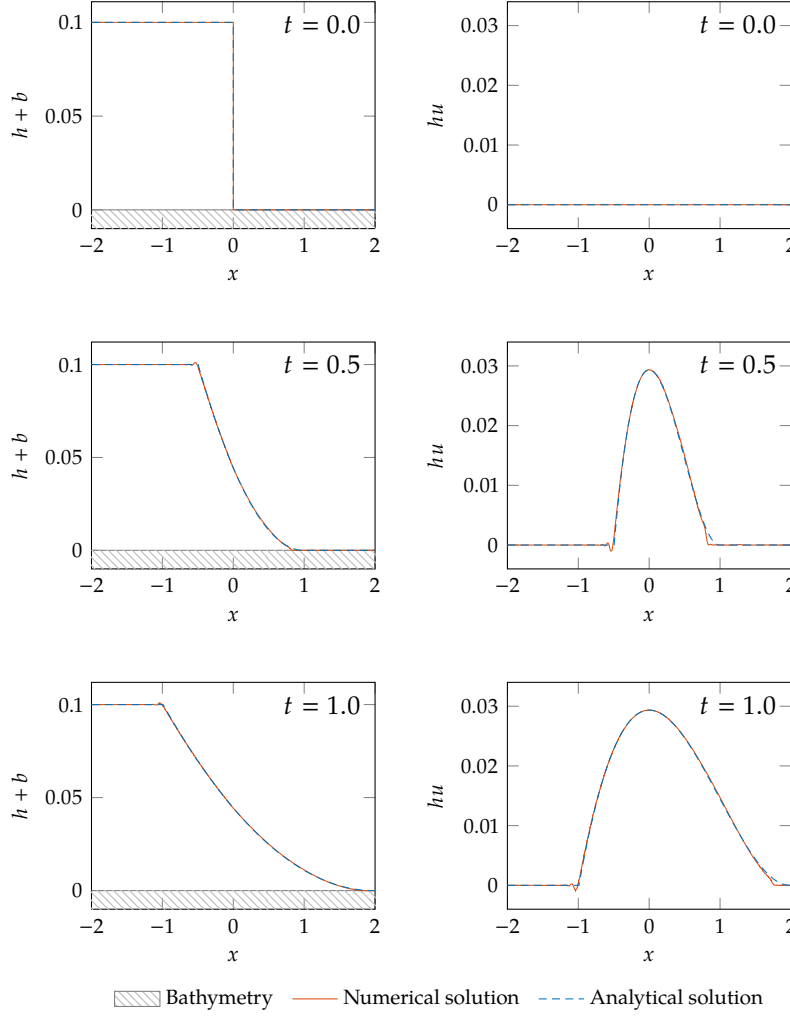 t = 0.0
h + b
0.1
0.05
0
−2 −1 0 1 2
x
t = 0.0
hu
0.03
0.02
0.01
0
−2 −1 0 1 2
x
t = 0.5
h + b
0.1
0.05
0
−2 −1 0 1 2
x
t = 0.5
hu
0.03
0.02
0.01
0
−2 −1 0 1 2
x
t = 1.0
h + b
0.1
0.05
0
−2 −1 0 1 2
x
t = 1.0
hu
0.03
0.02
0.01
0
−2 −1 0 1 2
x
Bathymetry Numerical solution Analytical solution